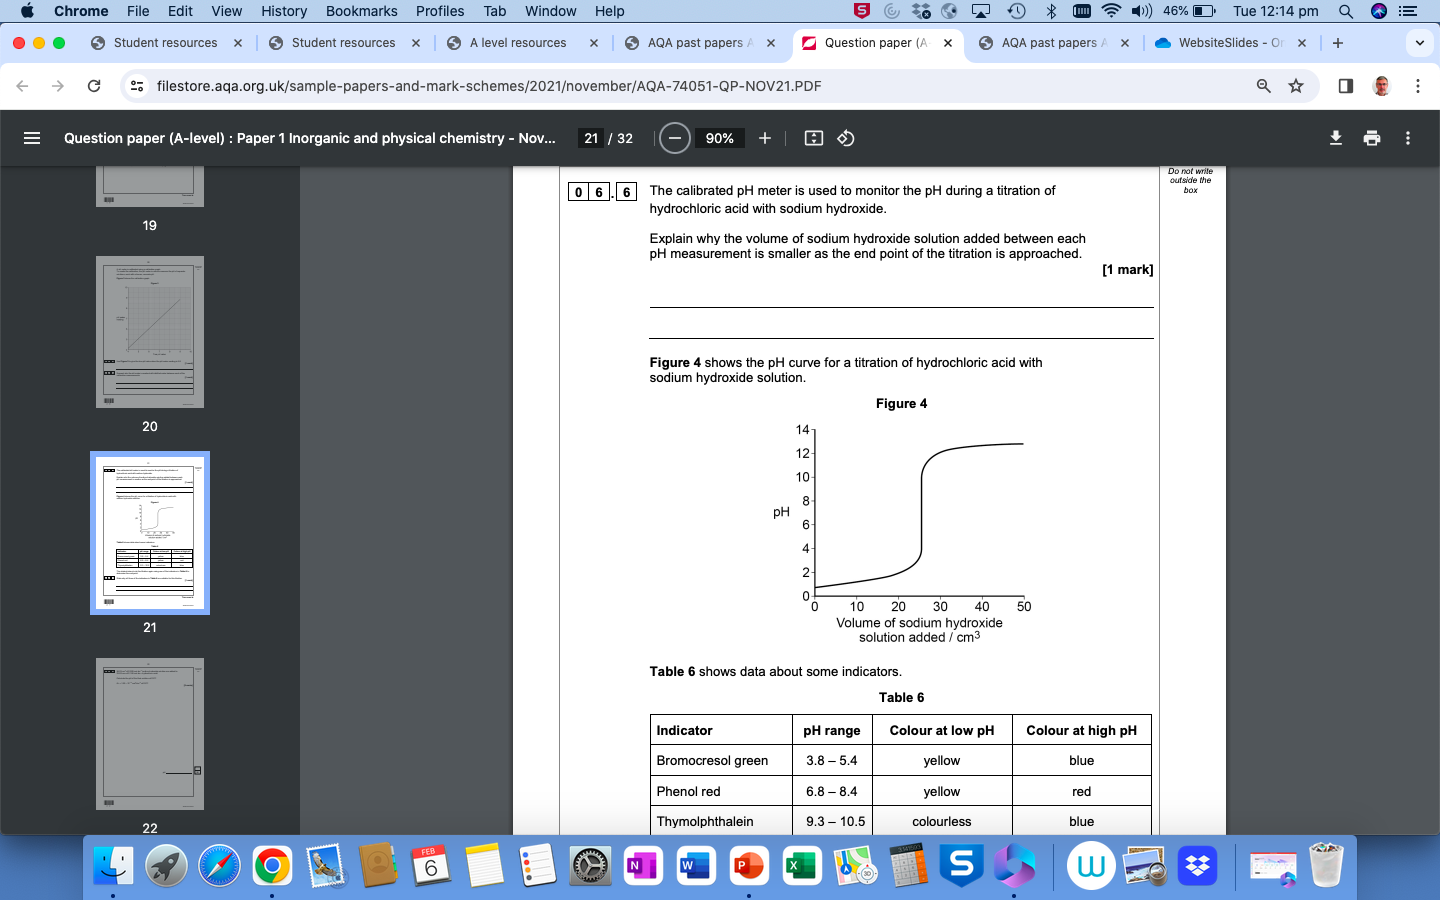 Chrome File Edit View History Bookmarks Profiles Tab Window Help 46% Tue 12:14 pm
Student resources Student resources A level resources AQA past papers A Question paper (A- AQA past papers A WebsiteSlides - On
filestore.aqa.org.uk/sample-papers-and-mark-schemes/2021/november/AQA-74051-QP-NOV21.PDF
Question paper (A-level) : Paper 1 Inorganic and physical chemistry - Nov... 21 / 32 90%
19
20
21
22
Do not write
outside the
box
0 6 . 6 The calibrated pH meter is used to monitor the pH during a titration of
hydrochloric acid with sodium hydroxide.
Explain why the volume of sodium hydroxide solution added between each
pH measurement is smaller as the end point of the titration is approached.
[1 mark]
Figure 4 shows the pH curve for a titration of hydrochloric acid with
sodium hydroxide solution.
Figure 4
14
12
10
8
pH
6
4
2
0
0 10 20 30 40 50
Volume of sodium hydroxide
solution added / cm³
Table 6 shows data about some indicators.
Table 6
Indicator pH range Colour at low pH Colour at high pH
Bromocresol green 3.8 – 5.4 yellow blue
Phenol red 6.8 – 8.4 yellow red
Thymolphthalein 9.3 – 10.5 colourless blue
FEB
6
N W P X 3D S W